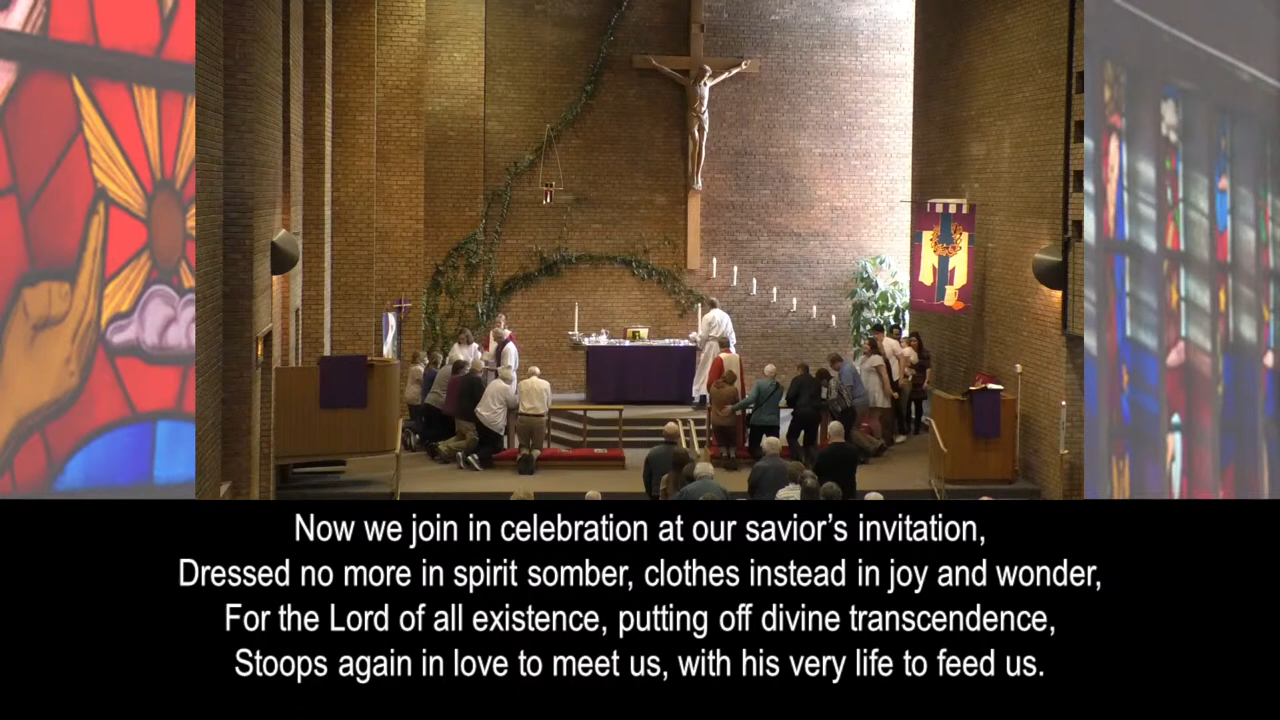 Now we join in celebration at our savior’s invitation,
Dressed no more in spirit somber, clothes instead in joy and wonder,
For the Lord of all existence, putting off divine transcendence,
Stoops again in love to meet us, with his very life to feed us.